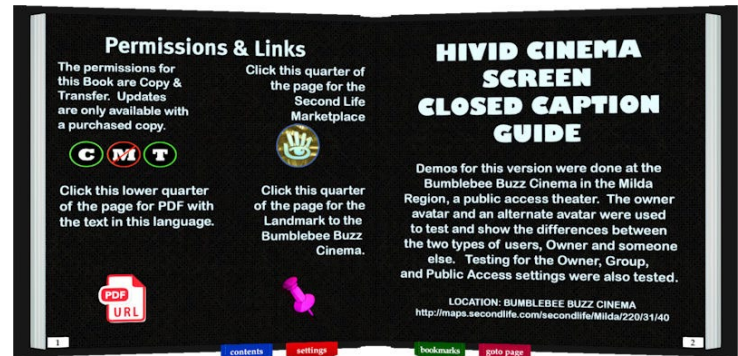 Permissions & Links
The permissions for
this Book are Copy &
Transfer. Updates
are only available with
a purchased copy.
C M T
Click this quarter of
the page for the
Second Life
Marketplace
Click this lower quarter
of the page for PDF with
the text in this language.
PDF
URL
Click this quarter
of the page for the
Landmark to the
Bumblebee Buzz
Cinema.
1
HIVID CINEMA
SCREEN
CLOSED CAPTION
GUIDE
Demos for this version were done at the
Bumblebee Buzz Cinema in the Milda
Region, a public access theater. The owner
avatar and an alternate avatar were used
to test and show the differences between
the two types of users, Owner and someone
else. Testing for the Owner, Group,
and Public Access settings were also tested.
LOCATION: BUMBLEBEE BUZZ CINEMA
http://maps.secondlife.com/secondlife/Milda/220/31/40
2
contents
settings
bookmarks
goto page